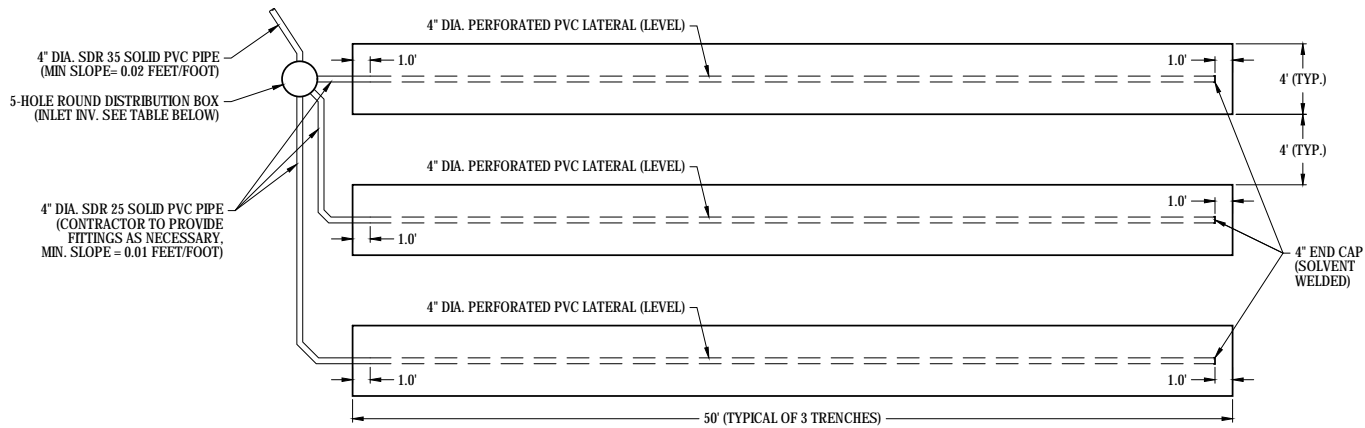 4" DIA. PERFORATED PVC LATERAL (LEVEL)
4" DIA. SDR 35 SOLID PVC PIPE
(MIN SLOPE= 0.02 FEET/FOOT)
1.0'
1.0'
4' (TYP.)
5-HOLE ROUND DISTRIBUTION BOX
(INLET INV. SEE TABLE BELOW)
4' (TYP.)
4" DIA. PERFORATED PVC LATERAL (LEVEL)
1.0'
4" DIA. SDR 25 SOLID PVC PIPE
(CONTRACTOR TO PROVIDE
FITTINGS AS NECESSARY,
MIN. SLOPE = 0.01 FEET/FOOT)
1.0'
4" END CAP
(SOLVENT
WELDED)
4" DIA. PERFORATED PVC LATERAL (LEVEL)
1.0'
1.0'
50' (TYPICAL OF 3 TRENCHES)